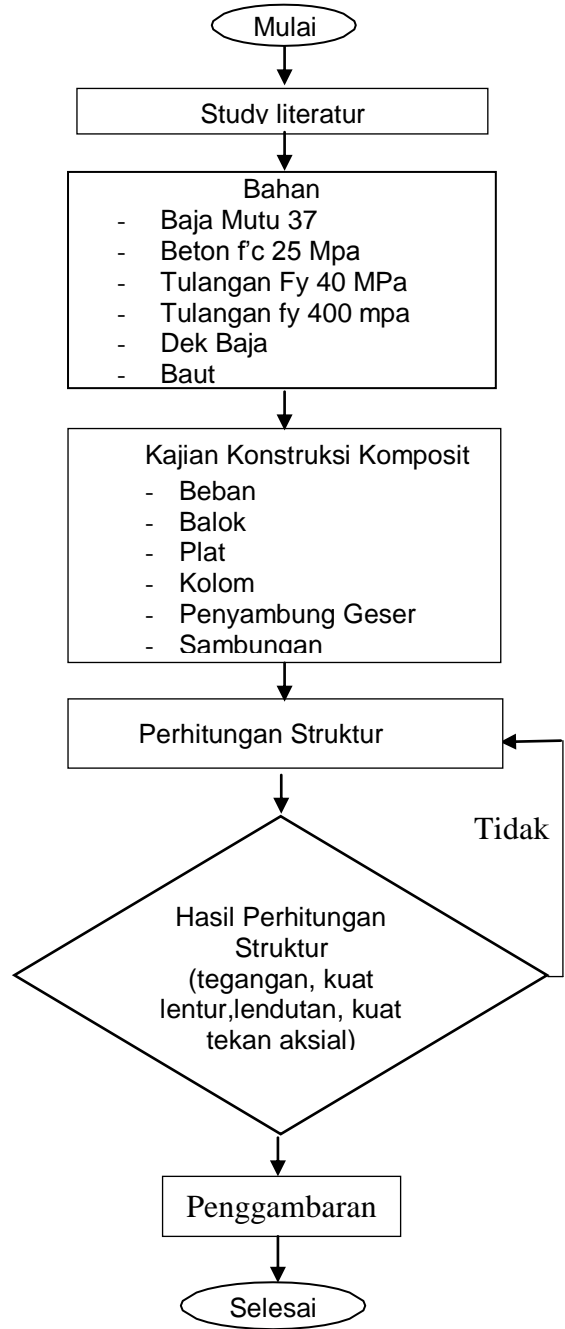 Mulai
Study literatur
Bahan
- Baja Mutu 37
- Beton f'c 25 Mpa
- Tulangan Fy 40 MPa
- Tulangan fy 400 mpa
- Dek Baja
- Baut
Kajian Konstruksi Komposit
- Beban
- Balok
- Plat
- Kolom
- Penyambung Geser
- Sambungan
Perhitungan Struktur
Tidak
Hasil Perhitungan
Struktur
(tegangan, kuat
lentur,lendutan, kuat
tekan aksial)
Penggambaran
Selesai